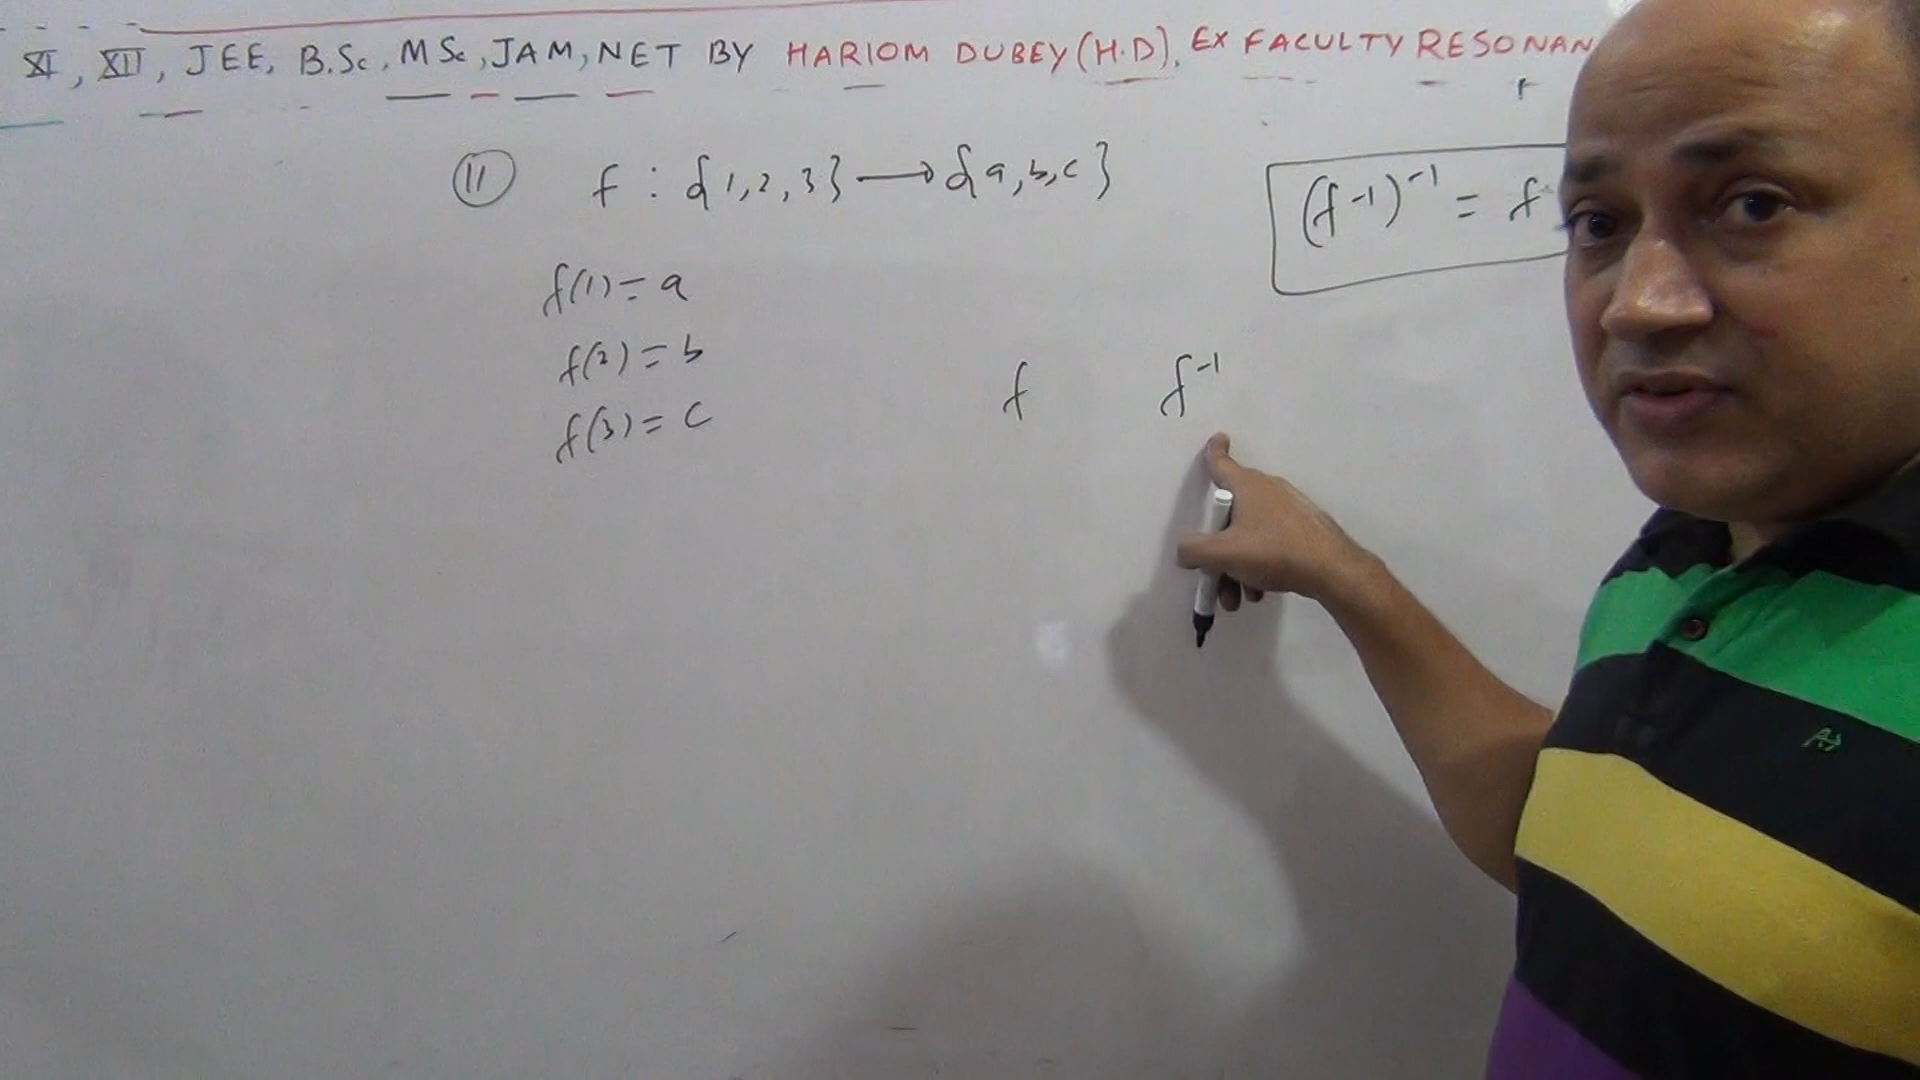 XI, XII, JEE, B.Sc, MSc, JAM, NET BY HARIOM DUBEY (H.D), EX FACULTY RESONAN
(11) f : {1,2,3} → {a,b,c}
(f-1)⁻¹ = f
f(1) = a
f(2) = b
f(3) = c
f f⁻¹